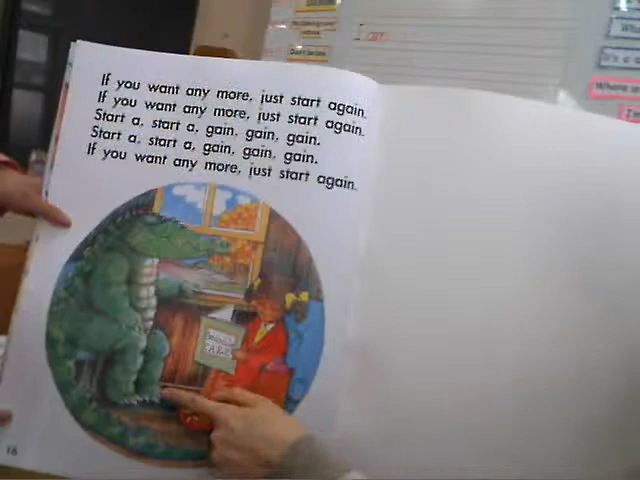 If you want any more, just start again.
If you want any more, just start again.
Start a, start a, gain, gain, gain.
Start a, start a, gain, gain, gain.
If you want any more, just start again.
16